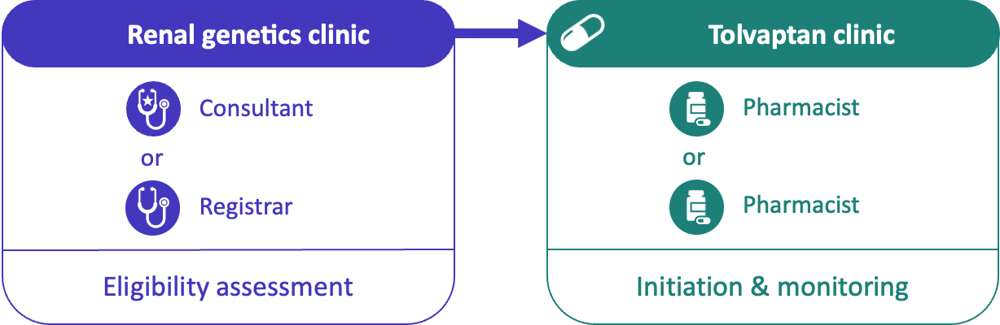 Renal genetics clinic
Consultant
or
Registrar
Eligibility assessment
Tolvaptan clinic
Pharmacist
or
Pharmacist
Initiation & monitoring